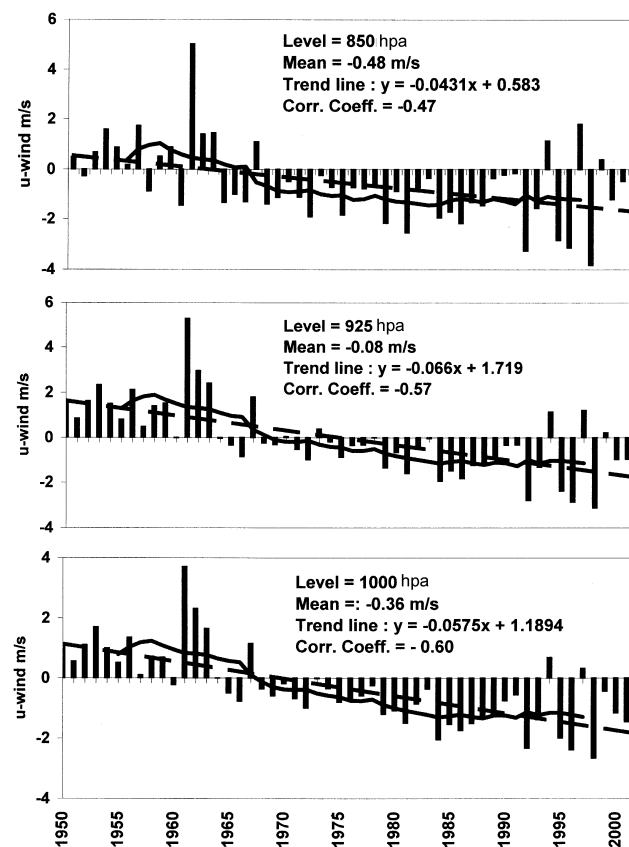 6
4
2
0
-2
-4
u-wind m/s
Level = 850 hpa
Mean = -0.48 m/s
Trend line : y = -0.0431x + 0.583
Corr. Coeff. = -0.47
6
4
2
0
-2
-4
u-wind m/s
Level = 925 hpa
Mean = -0.08 m/s
Trend line : y = -0.066x + 1.719
Corr. Coeff. = -0.57
4
2
0
-2
-4
u-wind m/s
Level = 1000 hpa
Mean =: -0.36 m/s
Trend line : y = -0.0575x + 1.1894
Corr. Coeff. = - 0.60
1950 1955 1960 1965 1970 1975 1980 1985 1990 1995 2000